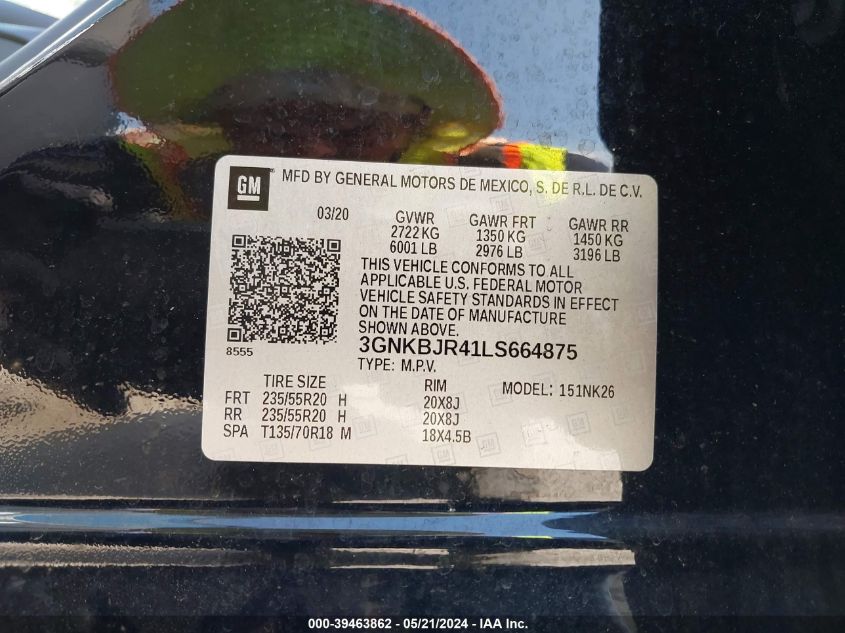 GM MFD BY GENERAL MOTORS DE MEXICO, S. DE R.L. DE C.V.
03/20 GVWR GAWR FRT GAWR RR
2722 KG 1350 KG 1450 KG
6001 LB 2976 LB 3196 LB
THIS VEHICLE CONFORMS TO ALL
APPLICABLE U.S. FEDERAL MOTOR
VEHICLE SAFETY STANDARDS IN EFFECT
ON THE DATE OF MANUFACTURE
SHOWN ABOVE.
8555
3GNKBJR41LS664875
TYPE: M.P.V.
TIRE SIZE RIM MODEL: 151NK26
FRT 235/55R20 H 20X8J
RR 235/55R20 H 20X8J
SPA T135/70R18 M 18X4.5B
000-39463862 - 05/21/2024 - IAA Inc.